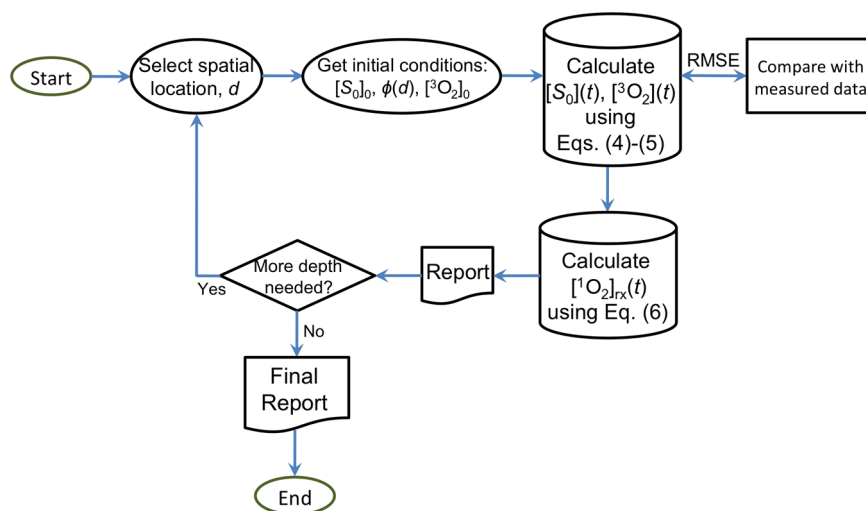 Start
Select spatial
location, d
Get initial conditions:
[S₀]₀, ϕ(d), [³O₂]₀
Calculate
[S₀](t), [³O₂](t)
using
Eqs. (4)-(5)
RMSE
Compare with
measured data
Calculate
[¹O₂]ᵣₓ(t)
using Eq. (6)
Report
More depth
needed?
Yes
No
Final
Report
End